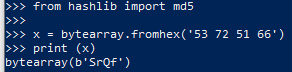 >>> from hashlib import md5
>>>
>>> x = bytearray.fromhex('53 72 51 66')
>>> print (x)
bytearray(b'SrQf')